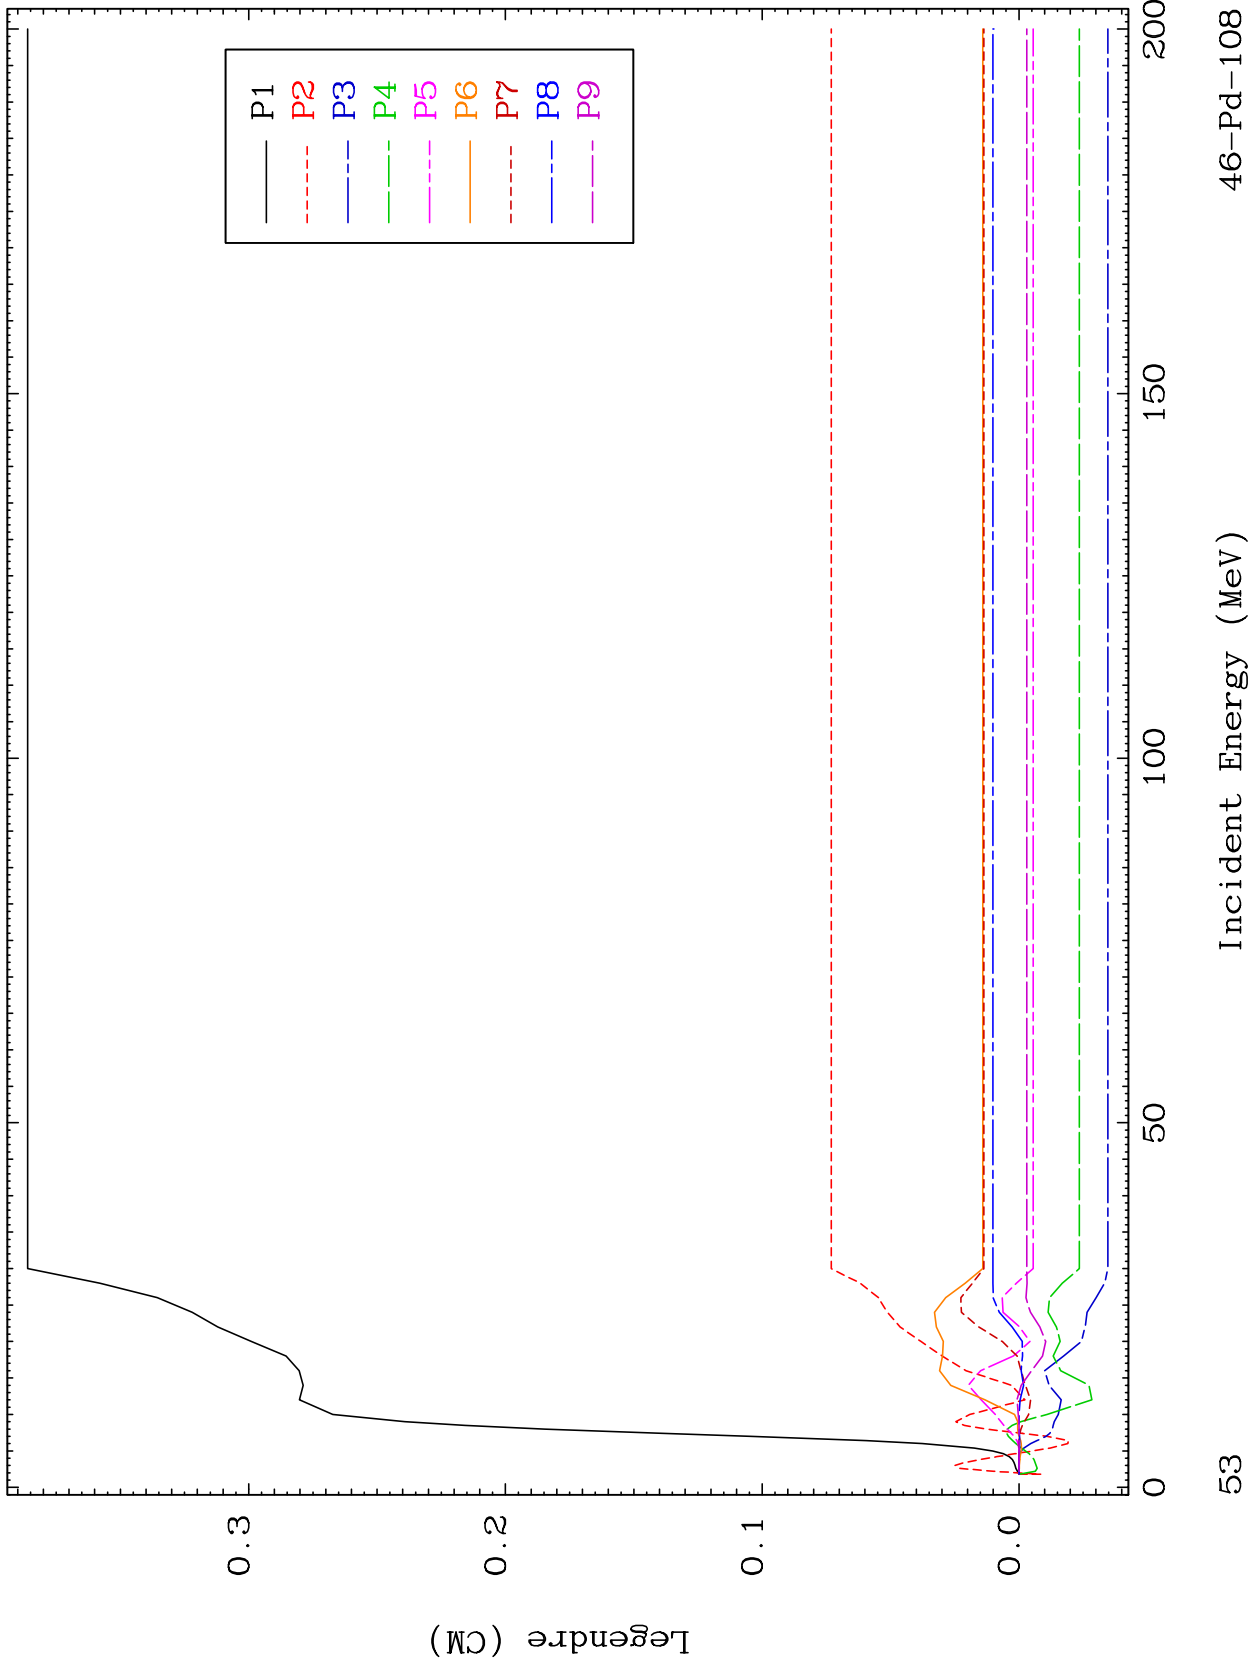 P1
P2
P3
P4
P5
P6
P7
P8
P9
0.3
0.2
0.1
0.0
Legendre (CM)
0
50
100
150
200
Incident Energy (MeV)
53
46-Pd-108